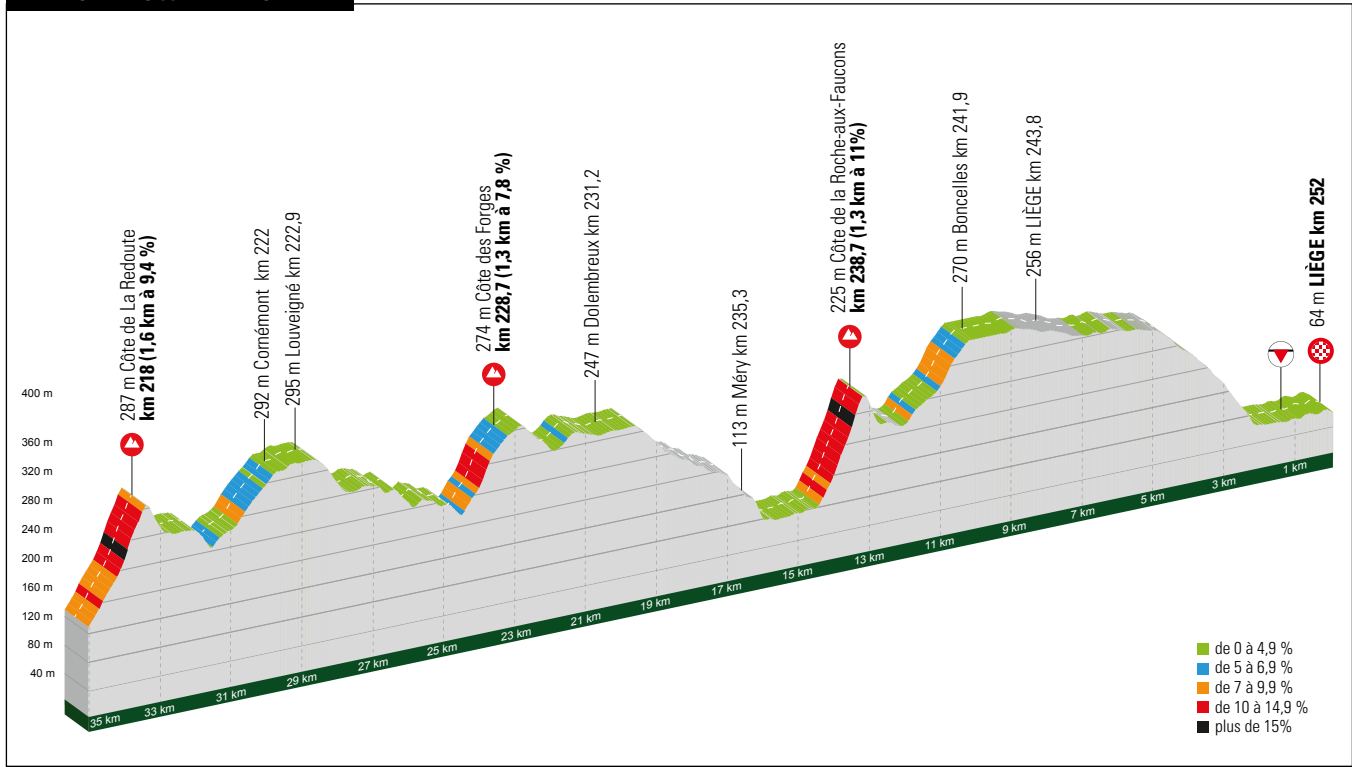 287 m Côte de La Redoute
km 218 (1,6 km à 9,4 %)
292 m Cornémont km 222
295 m Louveigné km 222,9
274 m Côte des Forges
km 228,7 (1,3 km à 7,8 %)
247 m Dolembreux km 231,2
113 m Méry km 235,3
225 m Côte de la Roche-aux-Faucons
km 238,7 (1,3 km à 11%)
270 m Boncelles km 241,9
256 m LIÈGE km 243,8
64 m LIÈGE km 252
400 m
360 m
320 m
280 m
240 m
200 m
160 m
120 m
80 m
40 m
35 km
33 km
31 km
29 km
27 km
25 km
23 km
21 km
19 km
17 km
15 km
13 km
11 km
9 km
7 km
5 km
3 km
1 km
de 0 à 4,9 %
de 5 à 6,9 %
de 7 à 9,9 %
de 10 à 14,9 %
plus de 15%